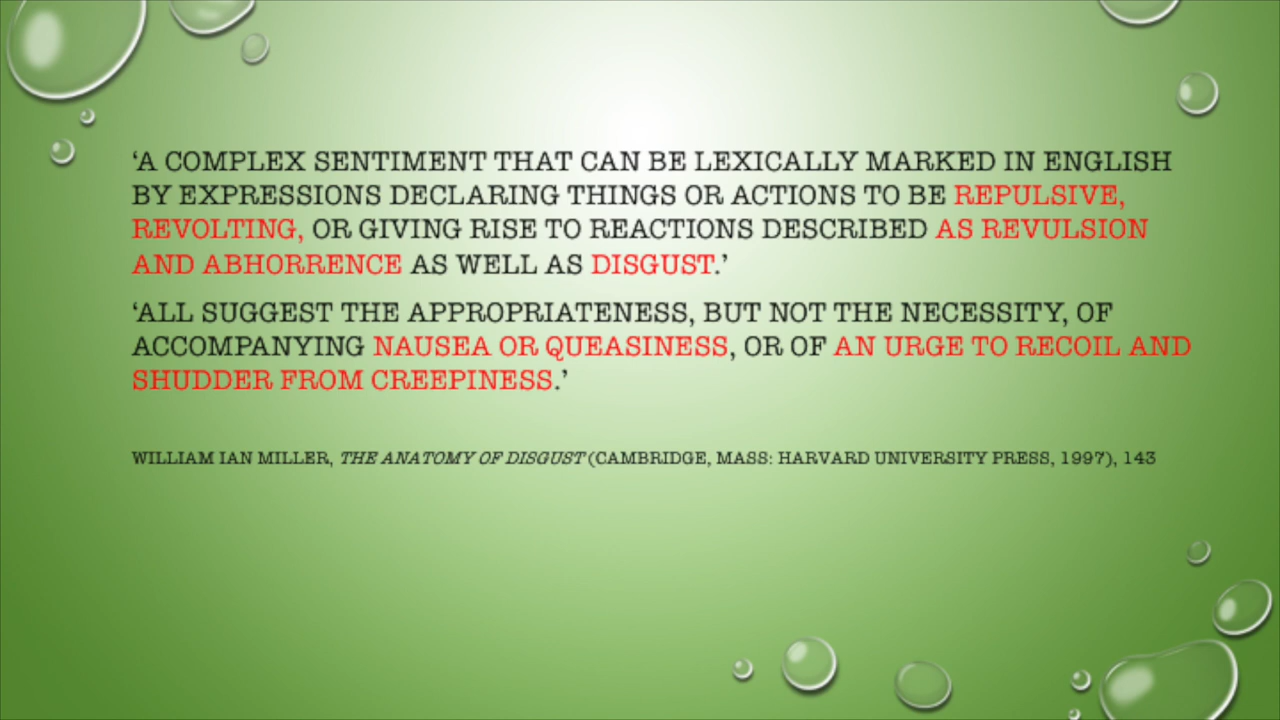 ‘A COMPLEX SENTIMENT THAT CAN BE LEXICALLY MARKED IN ENGLISH
BY EXPRESSIONS DECLARING THINGS OR ACTIONS TO BE REPULSIVE,
REVOLTING, OR GIVING RISE TO REACTIONS DESCRIBED AS REVULSION
AND ABHORRENCE AS WELL AS DISGUST.’
‘ALL SUGGEST THE APPROPRIATENESS, BUT NOT THE NECESSITY, OF
ACCOMPANYING NAUSEA OR QUEASINESS, OR OF AN URGE TO RECOIL AND
SHUDDER FROM CREEPINESS.’
WILLIAM IAN MILLER, THE ANATOMY OF DISGUST (CAMBRIDGE, MASS: HARVARD UNIVERSITY PRESS, 1997), 143